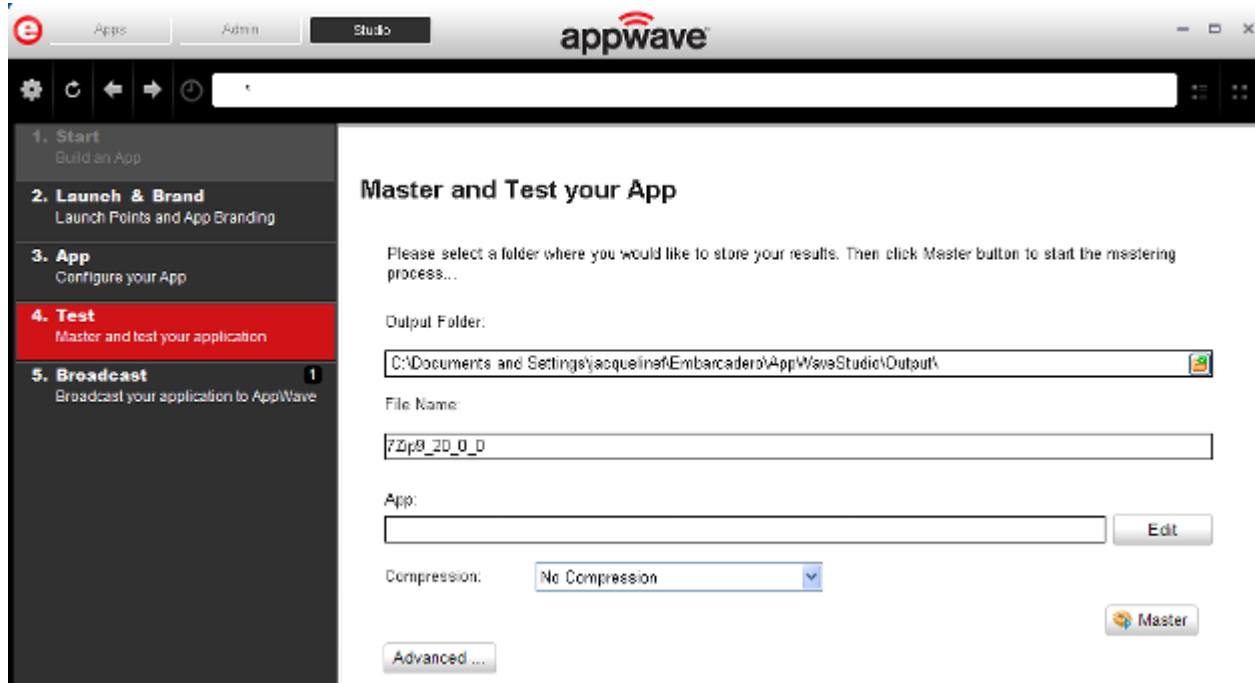 Apps Admin Studio appwave
1. Start
Build an App
2. Launch & Brand
Launch Points and App Branding
3. App
Configure your App
4. Test
Master and test your application
5. Broadcast 1
Broadcast your application to AppWave
Master and Test your App
Please select a folder where you would like to store your results. Then click Master button to start the mastering
process...
Output Folder:
C:\Documents and Settings\jacquelinef\Embarcadero\AppWaveStudio\Output\
File Name:
7Zip9_20_0_0
App:
Edit
Compression: No Compression
Master
Advanced ...